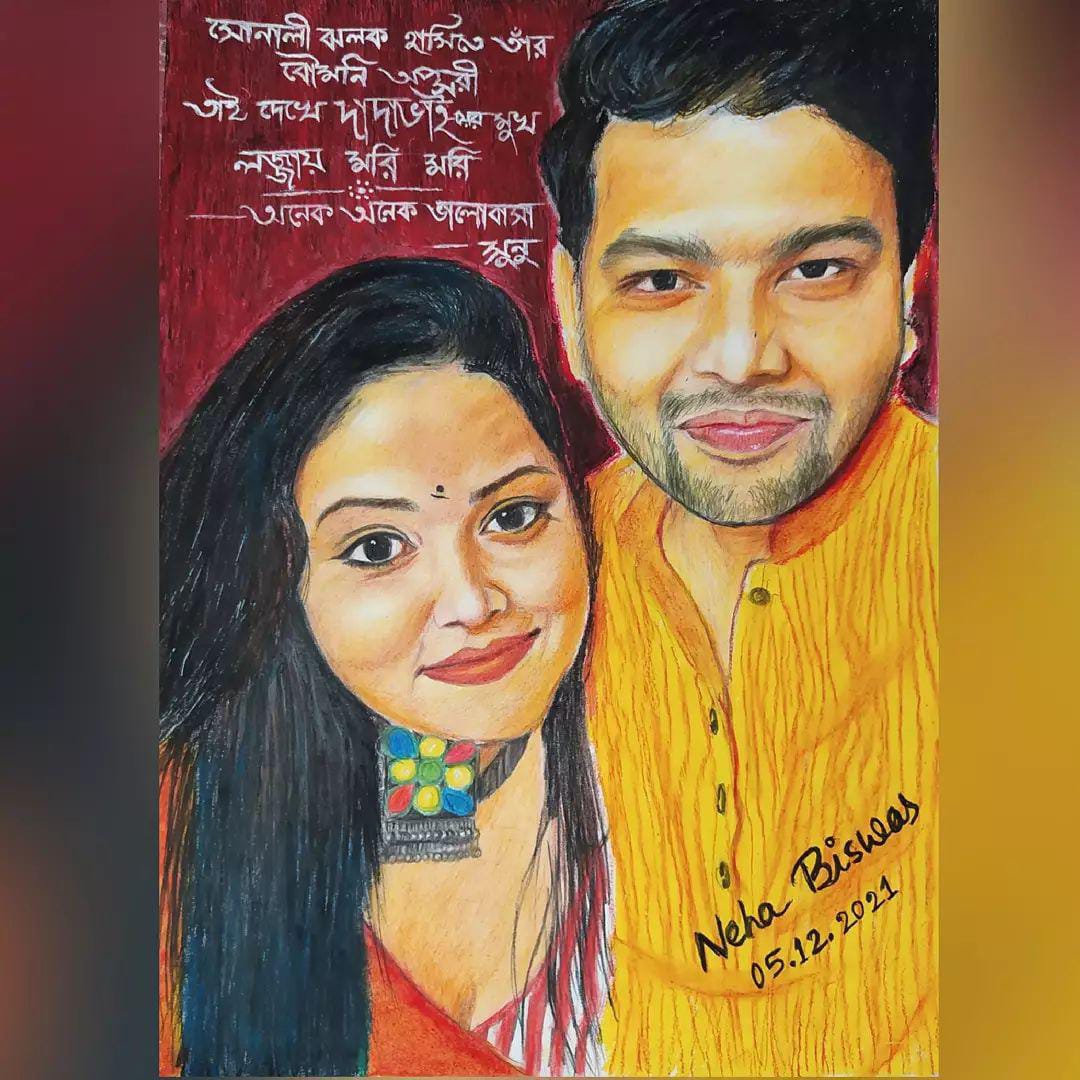 সোনালী ঝলক হাসিতে তাঁর
বৌমনি অপ্সরী
তাই দেখে দাদাভাই এর মুখ
লজ্জায় মরি মরি
অনেক অনেক ভালোবাসা
— সুনু
Neha Biswas
05.12.2021